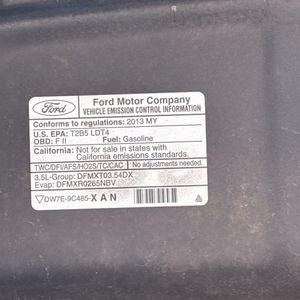 Ford
Ford Motor Company
VEHICLE EMISSION CONTROL INFORMATION
Conforms to regulations: 2013 MY
U.S. EPA: T2B5 LDT4
OBD: F II Fuel: Gasoline
California: Not for sale in states with
California emissions standards.
TWC/DFI/AFS/HO2S/TC/CAC No adjustments needed.
3.5L-Group: DFMXT03.54DX
Evap: DFMXR0265NBV
DW7E-9C485-XAN